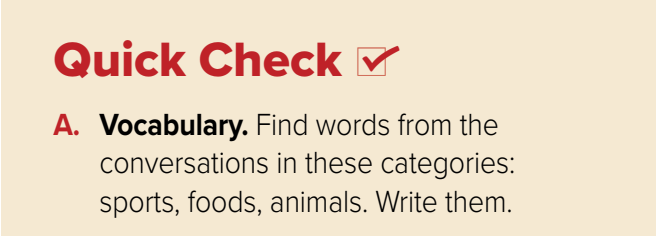 Quick Check
A. Vocabulary. Find words from the
conversations in these categories:
sports, foods, animals. Write them.